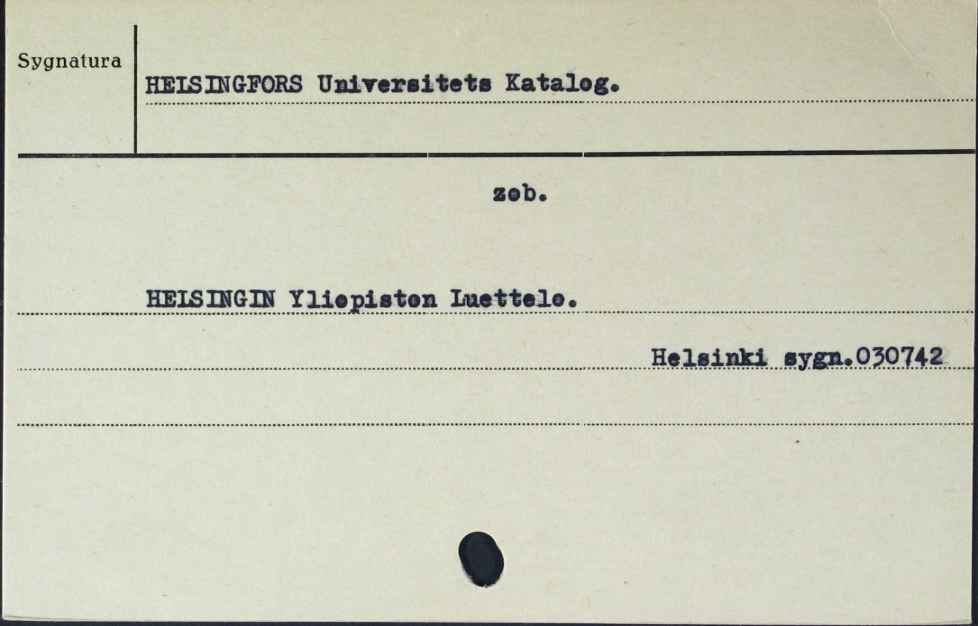 Sygnatura
HELSINGFORS Universitets Katalog.
zob.
HELSINGIN Yliopiston Luettelo.
Helsinki sygn.030742